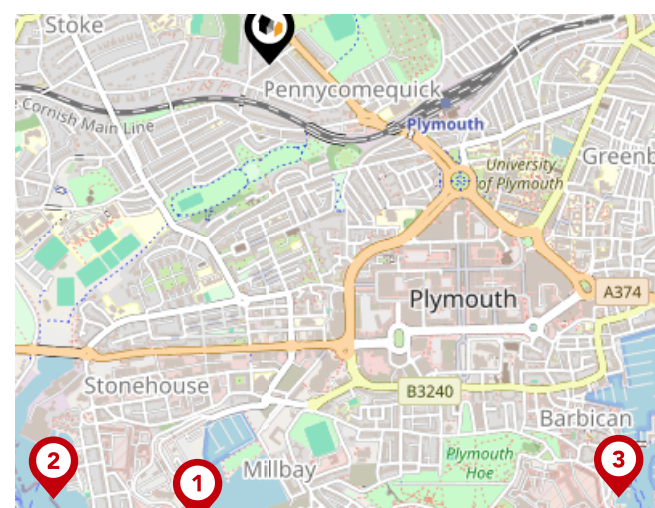 Stoke
Pennycomequick
Cornish Main Line
Plymouth
University
of Plymouth
Greenb
A374
Plymouth
Stonehouse
B3240
Barbican
Plymouth
Hoe
Millbay
2
1
3